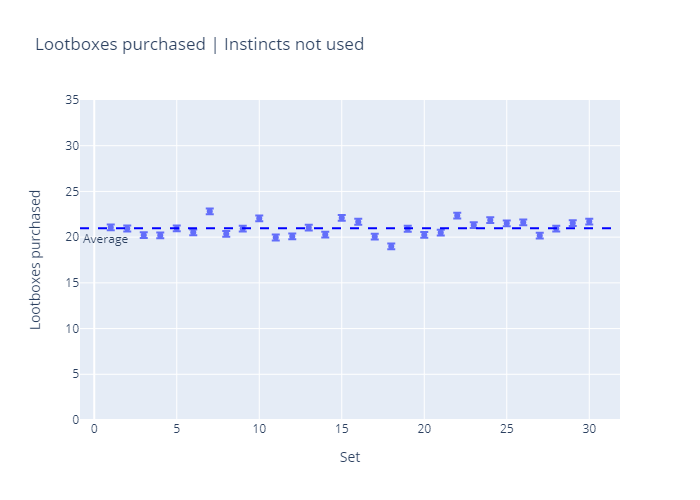 Lootboxes purchased | Instincts not used
Lootboxes purchased
35
30
25
20
15
10
5
0
Average
0 5 10 15 20 25 30
Set